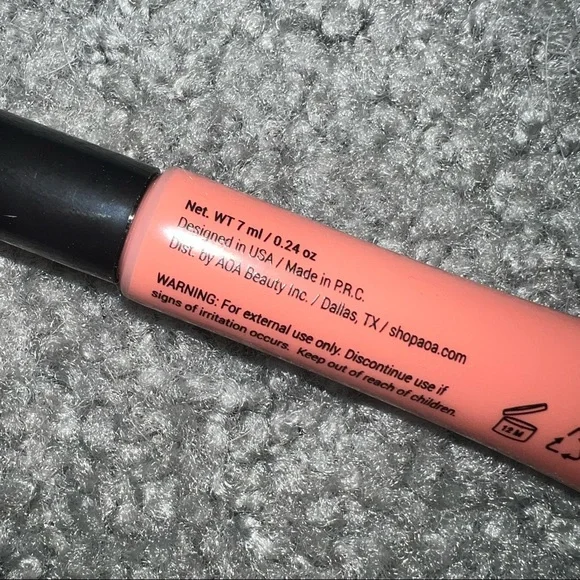 Net. WT 7 ml / 0.24 oz
Designed in USA / Made in P.R.C.
Dist. by AOA Beauty Inc. / Dallas, TX / shopaoa.com
WARNING: For external use only. Discontinue use if
signs of irritation occurs. Keep out of reach of children.
12 M